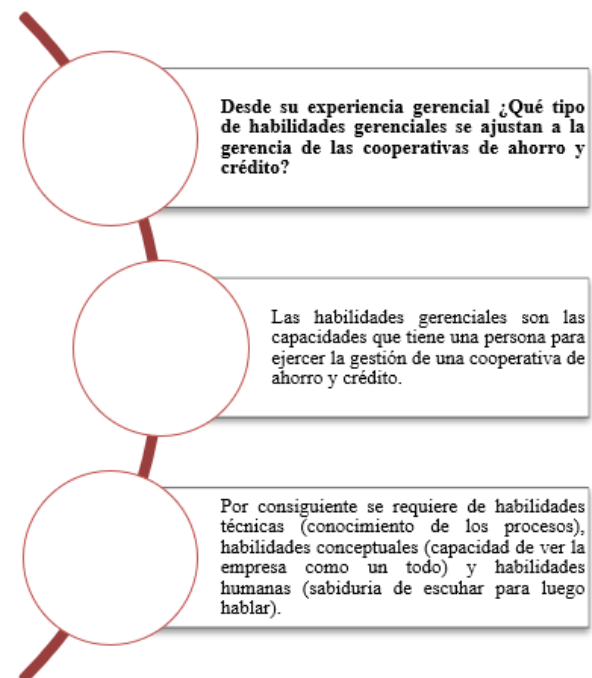 Desde su experiencia gerencial ¿Qué tipo
de habilidades gerenciales se ajustan a la
gerencia de las cooperativas de ahorro y
crédito?
Las habilidades gerenciales son las
capacidades que tiene una persona para
ejercer la gestión de una cooperativa de
ahorro y crédito.
Por consiguiente se requiere de habilidades
técnicas (conocimiento de los procesos),
habilidades conceptuales (capacidad de ver la
empresa como un todo) y habilidades
humanas (sabiduria de escuhar para luego
hablar).